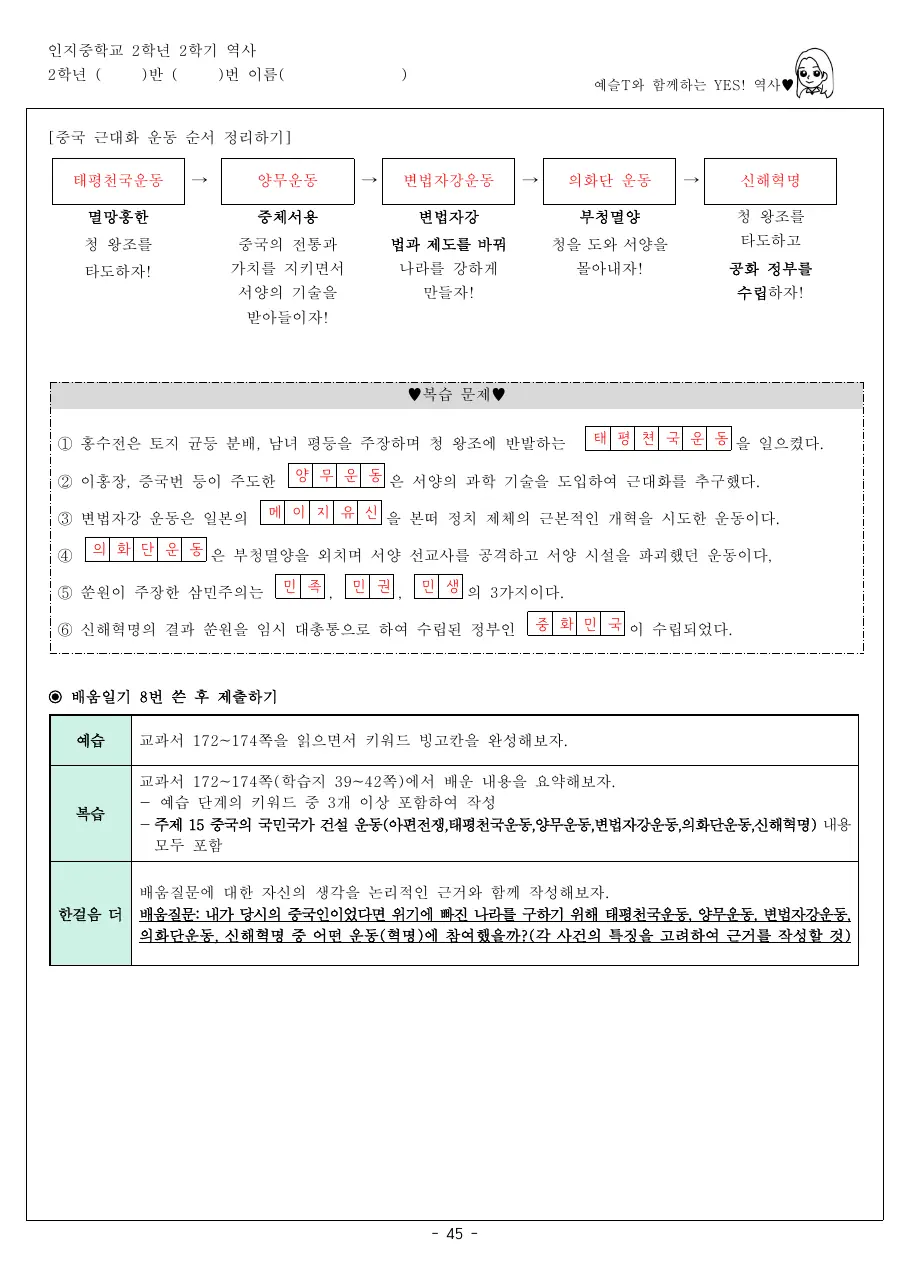 인지중학교 2학년 2학기 역사
2학년 ( )반 ( )번 이름( )
예슬T와 함께하는 YES! 역사♥
[중국 근대화 운동 순서 정리하기]
태평천국운동 → 양무운동 → 변법자강운동 → 의화단 운동 → 신해혁명
멸망흥한
청 왕조를
타도하자!
중체서용
중국의 전통과
가치를 지키면서
서양의 기술을
받아들이자!
변법자강
법과 제도를 바꿔
나라를 강하게
만들자!
부청멸양
청을 도와 서양을
몰아내자!
청 왕조를
타도하고
공화 정부를
수립하자!
♥복습 문제♥
① 홍수전은 토지 균등 분배, 남녀 평등을 주장하며 청 왕조에 반발하는 태평천국운동을 일으켰다.
② 이홍장, 증국번 등이 주도한 양무운동은 서양의 과학 기술을 도입하여 근대화를 추구했다.
③ 변법자강 운동은 일본의 메이지유신을 본떠 정치 제체의 근본적인 개혁을 시도한 운동이다.
④ 의화단운동은 부청멸양을 외치며 서양 선교사를 공격하고 서양 시설을 파괴했던 운동이다,
⑤ 쑨원이 주장한 삼민주의는 민족, 민권, 민생의 3가지이다.
⑥ 신해혁명의 결과 쑨원을 임시 대총통으로 하여 수립된 정부인 중화민국이 수립되었다.
◉ 배움일기 8번 쓴 후 제출하기
예습
교과서 172~174쪽을 읽으면서 키워드 빙고칸을 완성해보자.
복습
교과서 172~174쪽(학습지 39~42쪽)에서 배운 내용을 요약해보자.
- 예습 단계의 키워드 중 3개 이상 포함하여 작성
- 주제 15 중국의 국민국가 건설 운동(아편전쟁,태평천국운동,양무운동,변법자강운동,의화단운동,신해혁명) 내용
모두 포함
한걸음 더
배움질문에 대한 자신의 생각을 논리적인 근거와 함께 작성해보자.
배움질문: 내가 당시의 중국인이었다면 위기에 빠진 나라를 구하기 위해 태평천국운동, 양무운동, 변법자강운동,
의화단운동, 신해혁명 중 어떤 운동(혁명)에 참여했을까?(각 사건의 특징을 고려하여 근거를 작성할 것)
- 45 -